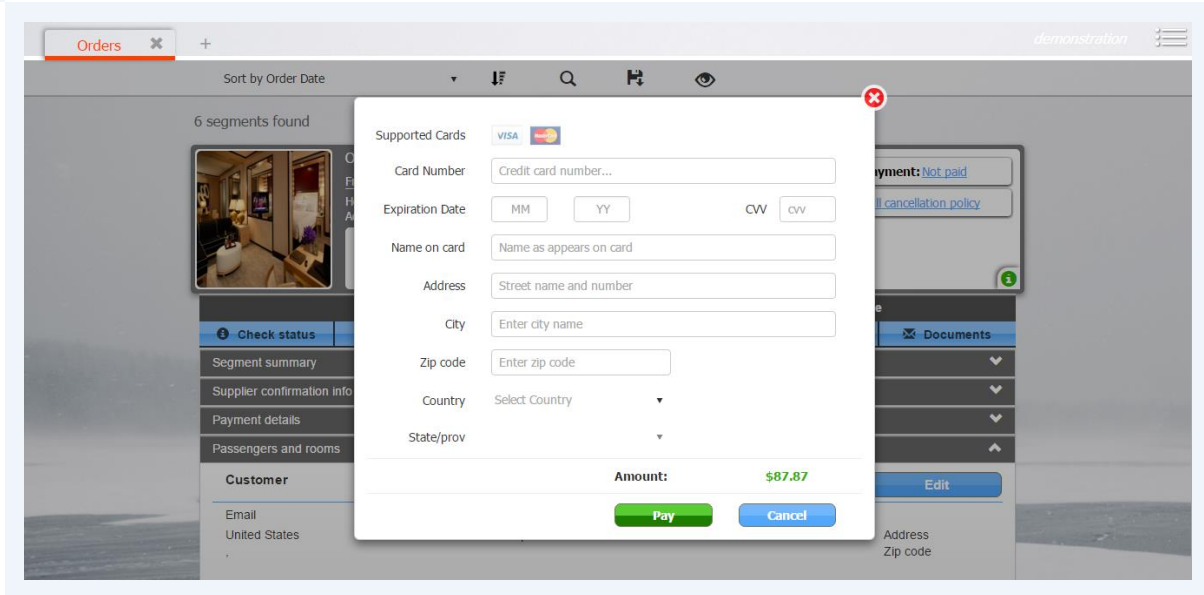 Orders
+
demonstration
Sort by Order Date
6 segments found
Supported Cards VISA
Card Number Credit card number...
Payment: Not paid
Expiration Date MM YY CVV cvv
cancellation policy
Name on card Name as appears on card
Address Street name and number
City Enter city name
Check status
Documents
Zip code Enter zip code
Segment summary
Supplier confirmation info
Country Select Country
Payment details
State/prov
Passengers and rooms
Amount: $87.87
Customer
Edit
Pay Cancel
Email
United States
Address
Zip code